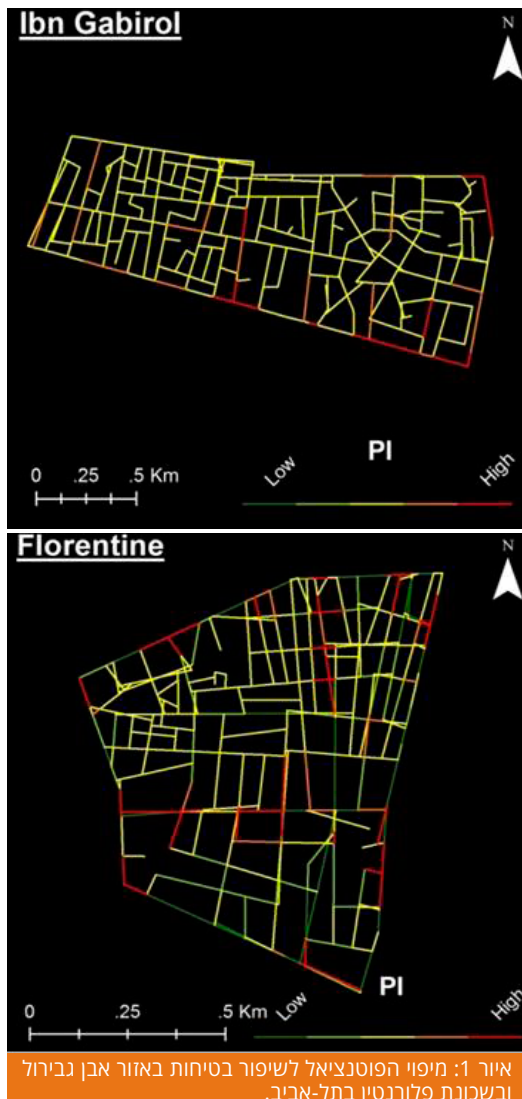 Ibn Gabirol
N
PI
0 .25 .5 Km
Low High
Florentine
N
PI
0 .25 .5 Km
Low High
איור 1: מיפוי הפוטנציאל לשיפור בטיחות באזור אבן גבירול
ובשכונת פלורנטין בתל-אביב.